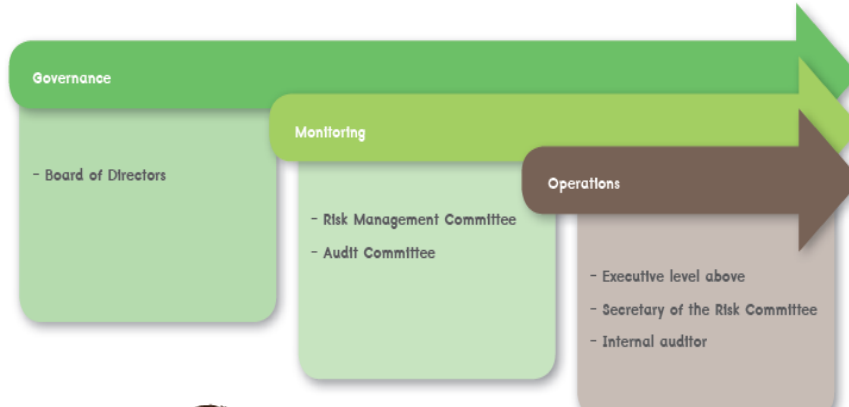 Governance
- Board of Directors
Monitoring
- Risk Management Committee
- Audit Committee
Operations
- Executive level above
- Secretary of the Risk Committee
- Internal auditor